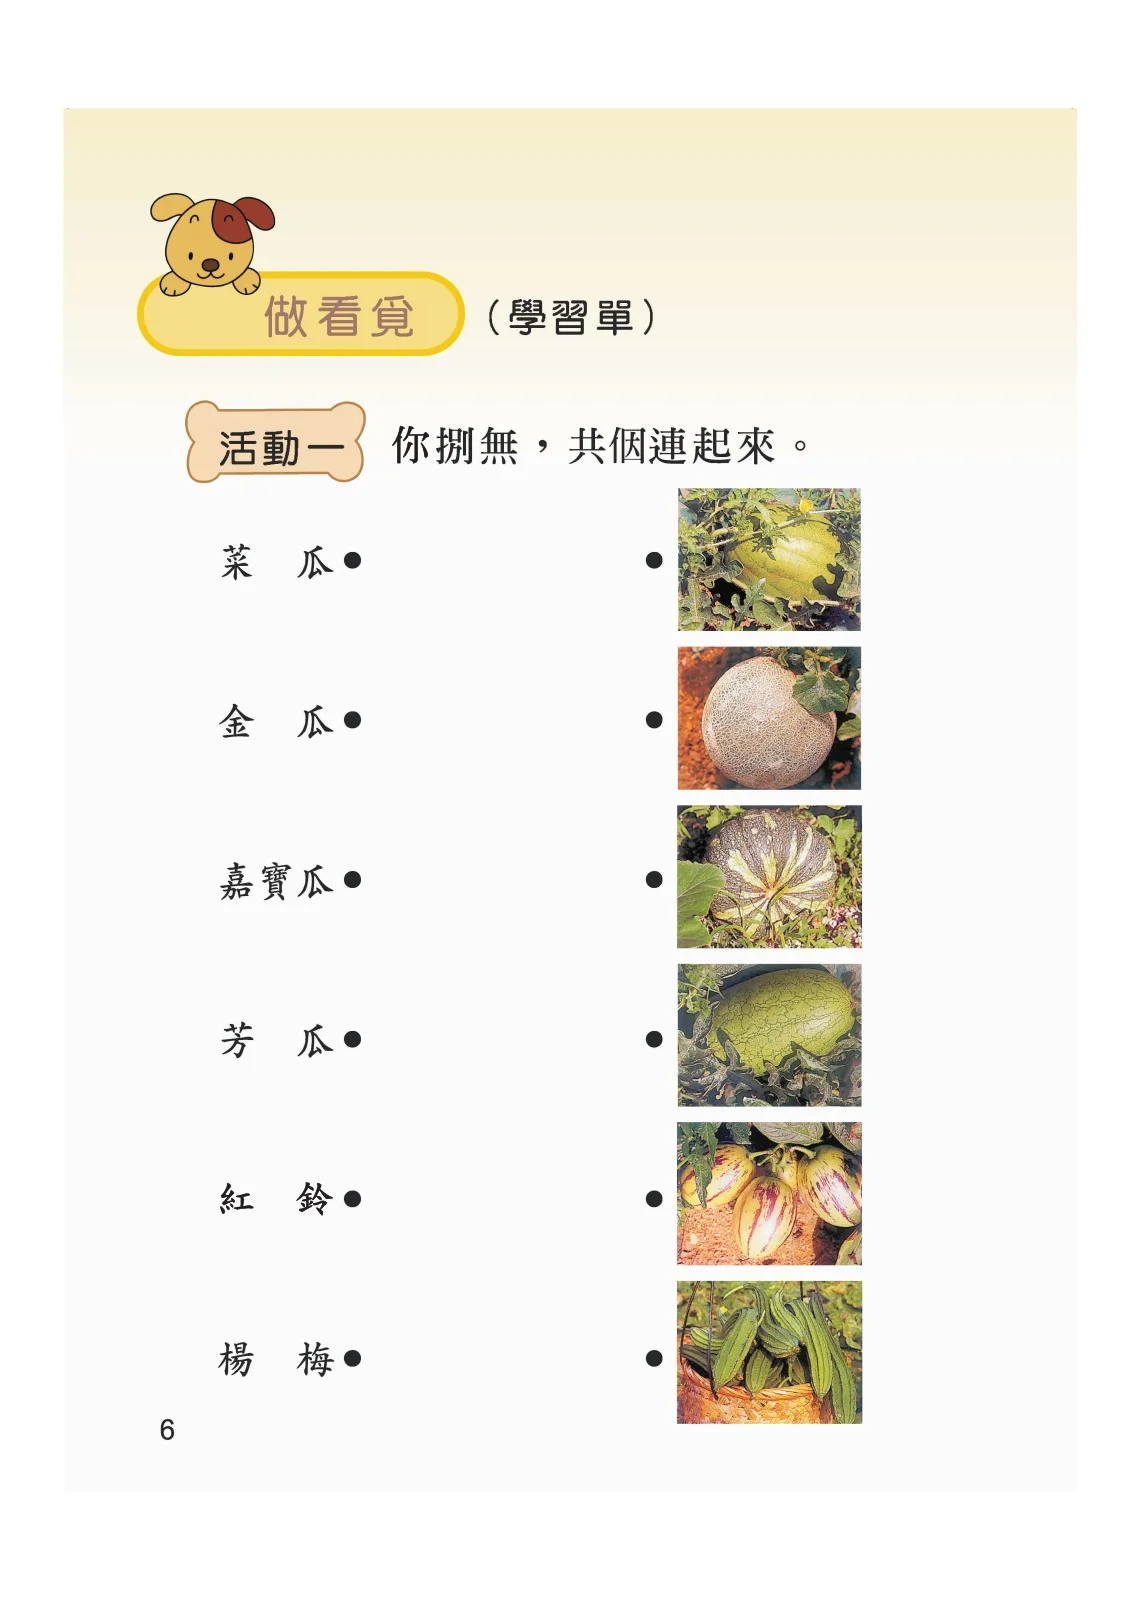 做看覓（學習單）
活動一 你捌無，共個連起來。
菜 瓜
金 瓜
嘉寶瓜
芳 瓜
紅 鈴
楊 梅
6